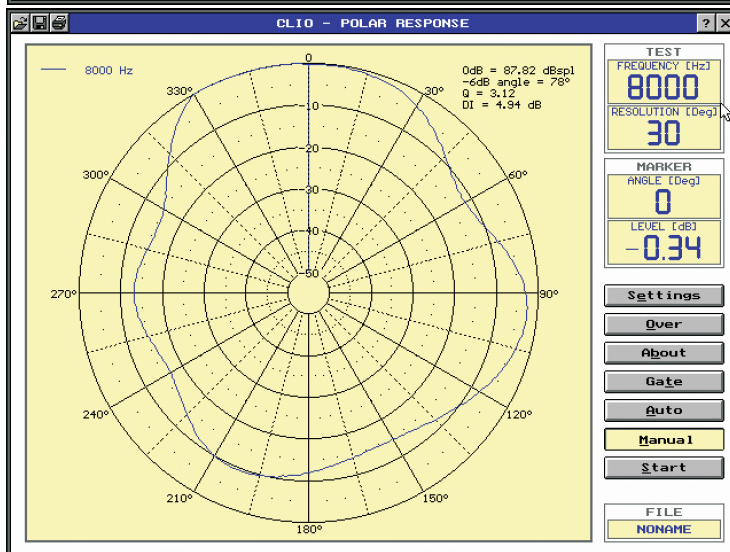 CLIO - POLAR RESPONSE
? X
8000 Hz
0dB = 87.82 dBspl
-6dB angle = 78°
Q = 3.12
DI = 4.94 dB
0
330°
30°
-10
-20
300°
60°
-30
-40
-50
270°
90°
240°
120°
210°
150°
180°
TEST
FREQUENCY [Hz]
8000
RESOLUTION [Deg]
30
MARKER
ANGLE [Deg]
0
LEVEL [dB]
-0.34
Settings
Over
About
Gate
Auto
Manual
Start
FILE
NONAME